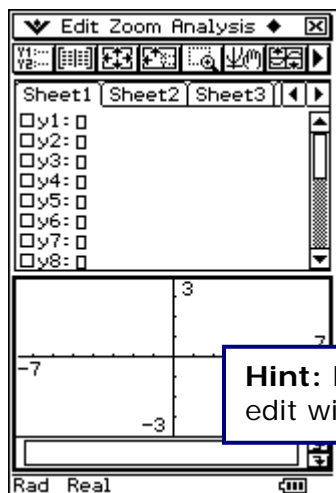 Edit Zoom Analysis
Sheet1 Sheet2 Sheet3
y1:
y2:
y3:
y4:
y5:
y6:
y7:
y8:
3
7
-7
-3
Hint:
edit wi
Rad Real